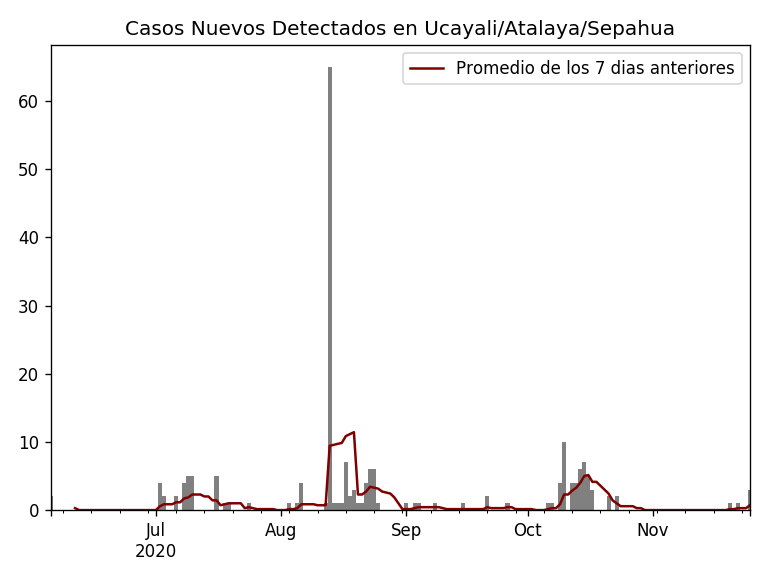 Casos Nuevos Detectados en Ucayali/Atalaya/Sepahua
Promedio de los 7 dias anteriores
60
50
40
30
20
10
0
Jul Aug Sep Oct Nov
2020